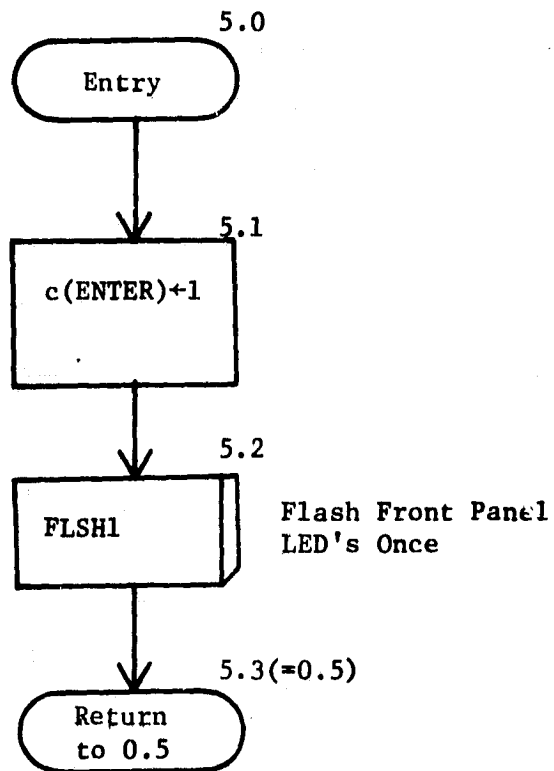 5.0
Entry
5.1
c(ENTER)←1
5.2
FLSH1
Flash Front Panel
LED's Once
5.3(=0.5)
Return
to 0.5